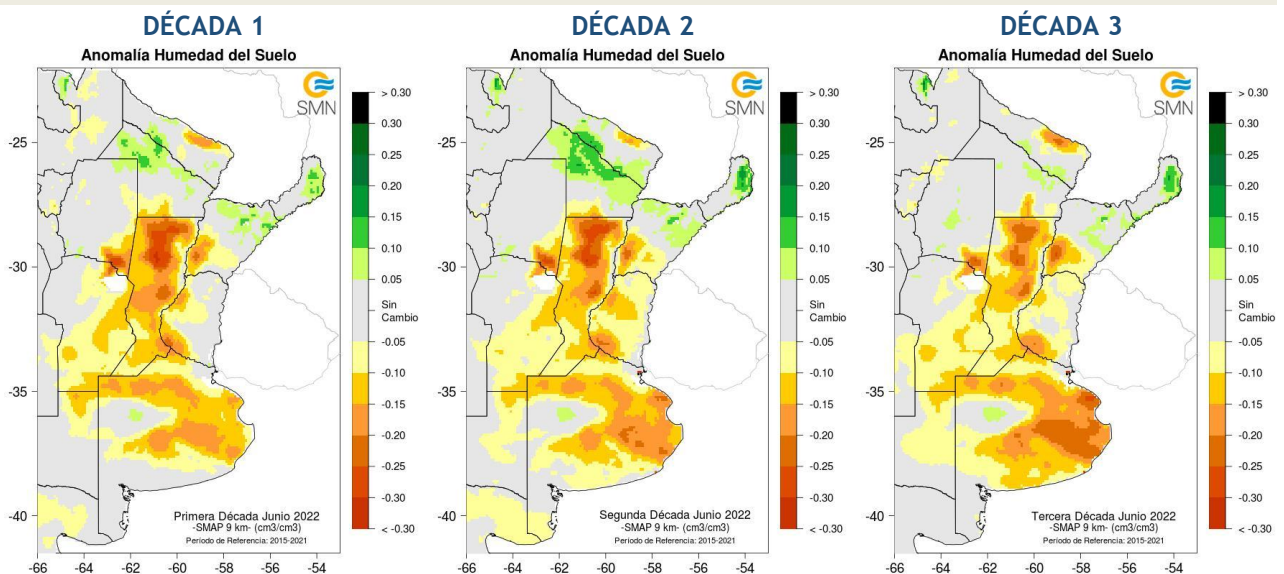 DÉCADA 1
Anomalía Humedad del Suelo
SMN
-25
-30
-35
-40
-66 -64 -62 -60 -58 -56 -54
> 0.30
0.30
0.25
0.20
0.15
0.10
0.05
Sin
Cambio
-0.05
-0.10
-0.15
-0.20
-0.25
-0.30
< -0.30
Primera Década Junio 2022
-SMAP 9 km- (cm3/cm3)
Período de Referencia: 2015-2021
DÉCADA 2
Anomalía Humedad del Suelo
SMN
-25
-30
-35
-40
-66 -64 -62 -60 -58 -56 -54
> 0.30
0.30
0.25
0.20
0.15
0.10
0.05
Sin
Cambio
-0.05
-0.10
-0.15
-0.20
-0.25
-0.30
< -0.30
Segunda Década Junio 2022
-SMAP 9 km- (cm3/cm3)
Período de Referencia: 2015-2021
DÉCADA 3
Anomalía Humedad del Suelo
SMN
-25
-30
-35
-40
-66 -64 -62 -60 -58 -56 -54
> 0.30
0.30
0.25
0.20
0.15
0.10
0.05
Sin
Cambio
-0.05
-0.10
-0.15
-0.20
-0.25
-0.30
< -0.30
Tercera Década Junio 2022
-SMAP 9 km- (cm3/cm3)
Período de Referencia: 2015-2021